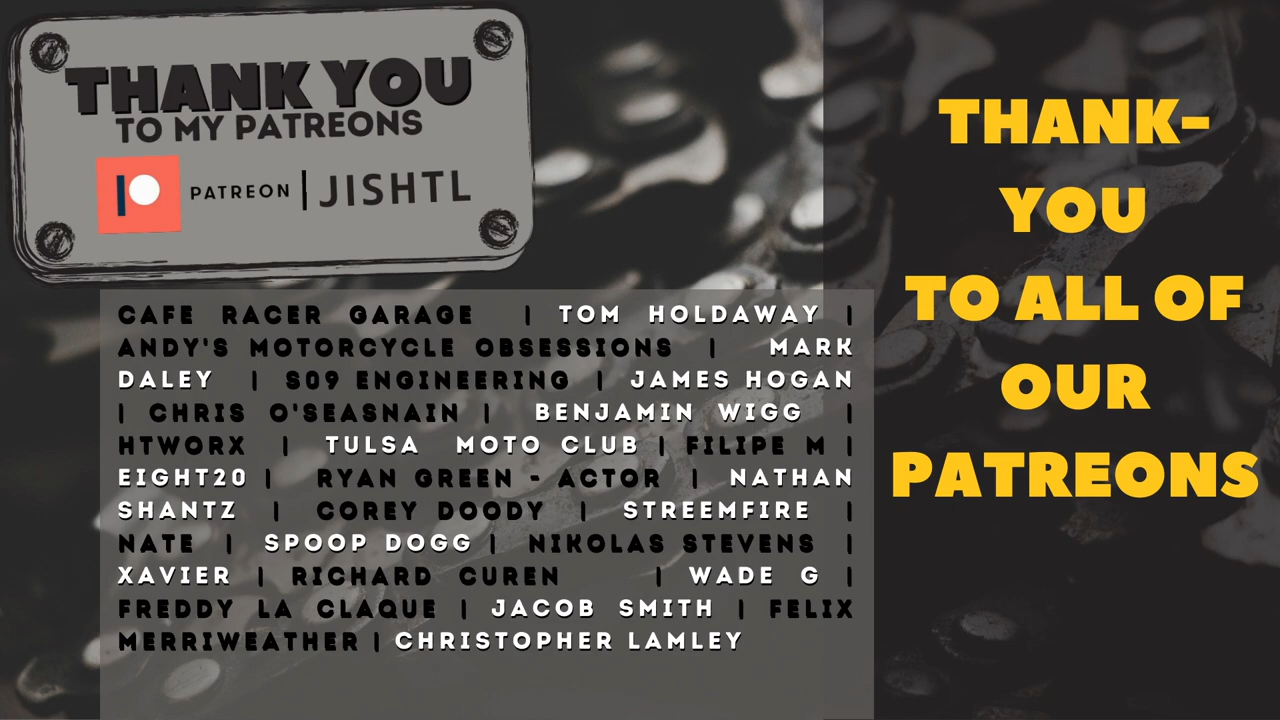 THANK YOU
TO MY PATREONS
PATREON | JISHTL
CAFE RACER GARAGE | TOM HOLDAWAY |
ANDY'S MOTORCYCLE OBSESSIONS | MARK
DALEY | S09 ENGINEERING | JAMES HOGAN
| CHRIS O'SEASNAIN | BENJAMIN WIGG |
HTWORX | TULSA MOTO CLUB | FILIPE M |
EIGHT20 | RYAN GREEN - ACTOR | NATHAN
SHANTZ | COREY DOODY | STREEMFIRE |
NATE | SPOOP DOGG | NIKOLAS STEVENS |
XAVIER | RICHARD CUREN | WADE G |
FREDDY LA CLAQUE | JACOB SMITH | FELIX
MERRIWEATHER | CHRISTOPHER LAMLEY
THANK-
YOU
TO ALL OF
OUR
PATREONS